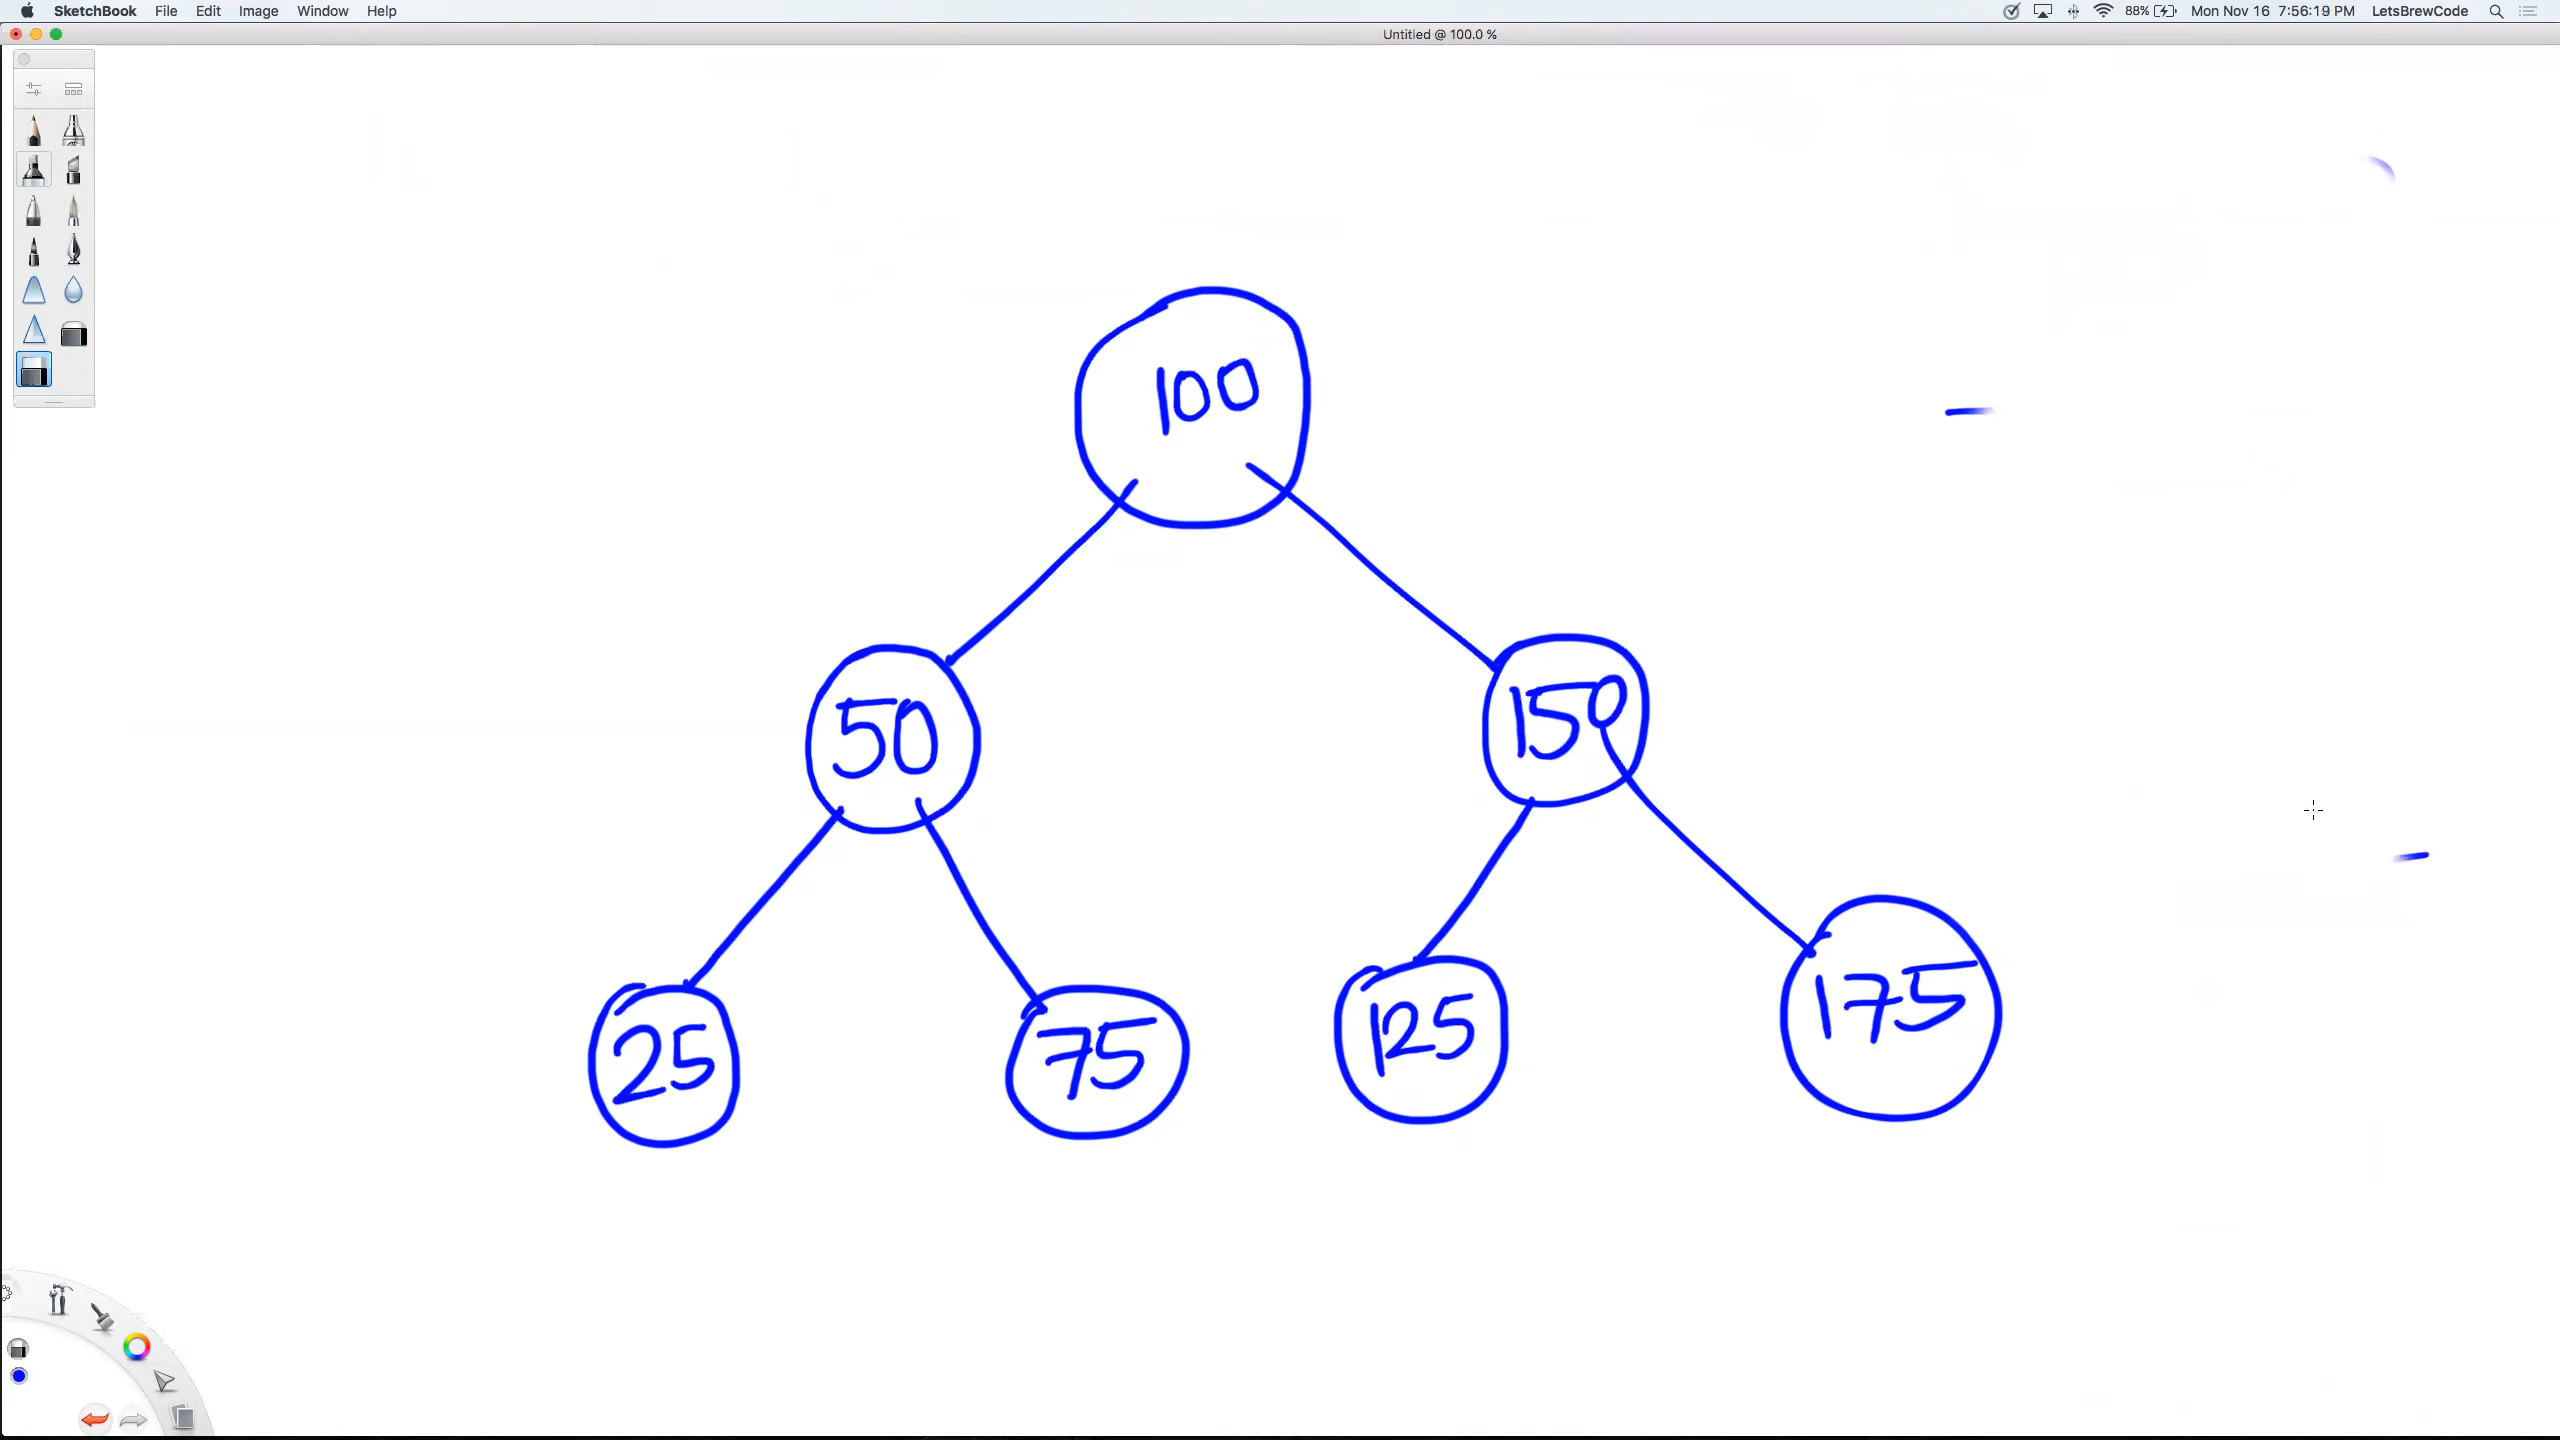 SketchBook File Edit Image Window Help 88% Mon Nov 16 7:56:19 PM LetsBrewCode
Untitled @ 100.0 %
100
50 150
25 75 125 175